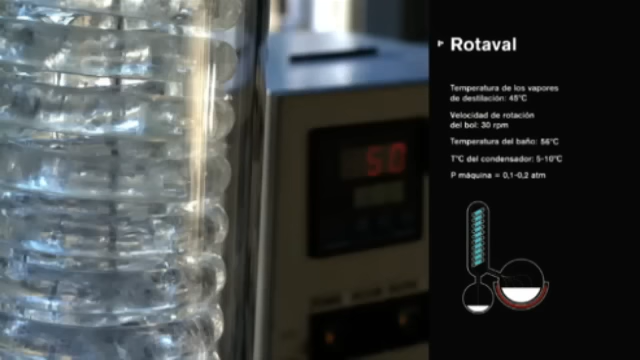 Rotaval
Temperatura de los vapores
de destilación: 45°C
Velocidad de rotación
del bol: 30 rpm
Temperatura del baño: 56°C
T°C del condensador: 5-10°C
P máquina = 0,1-0,2 atm
50